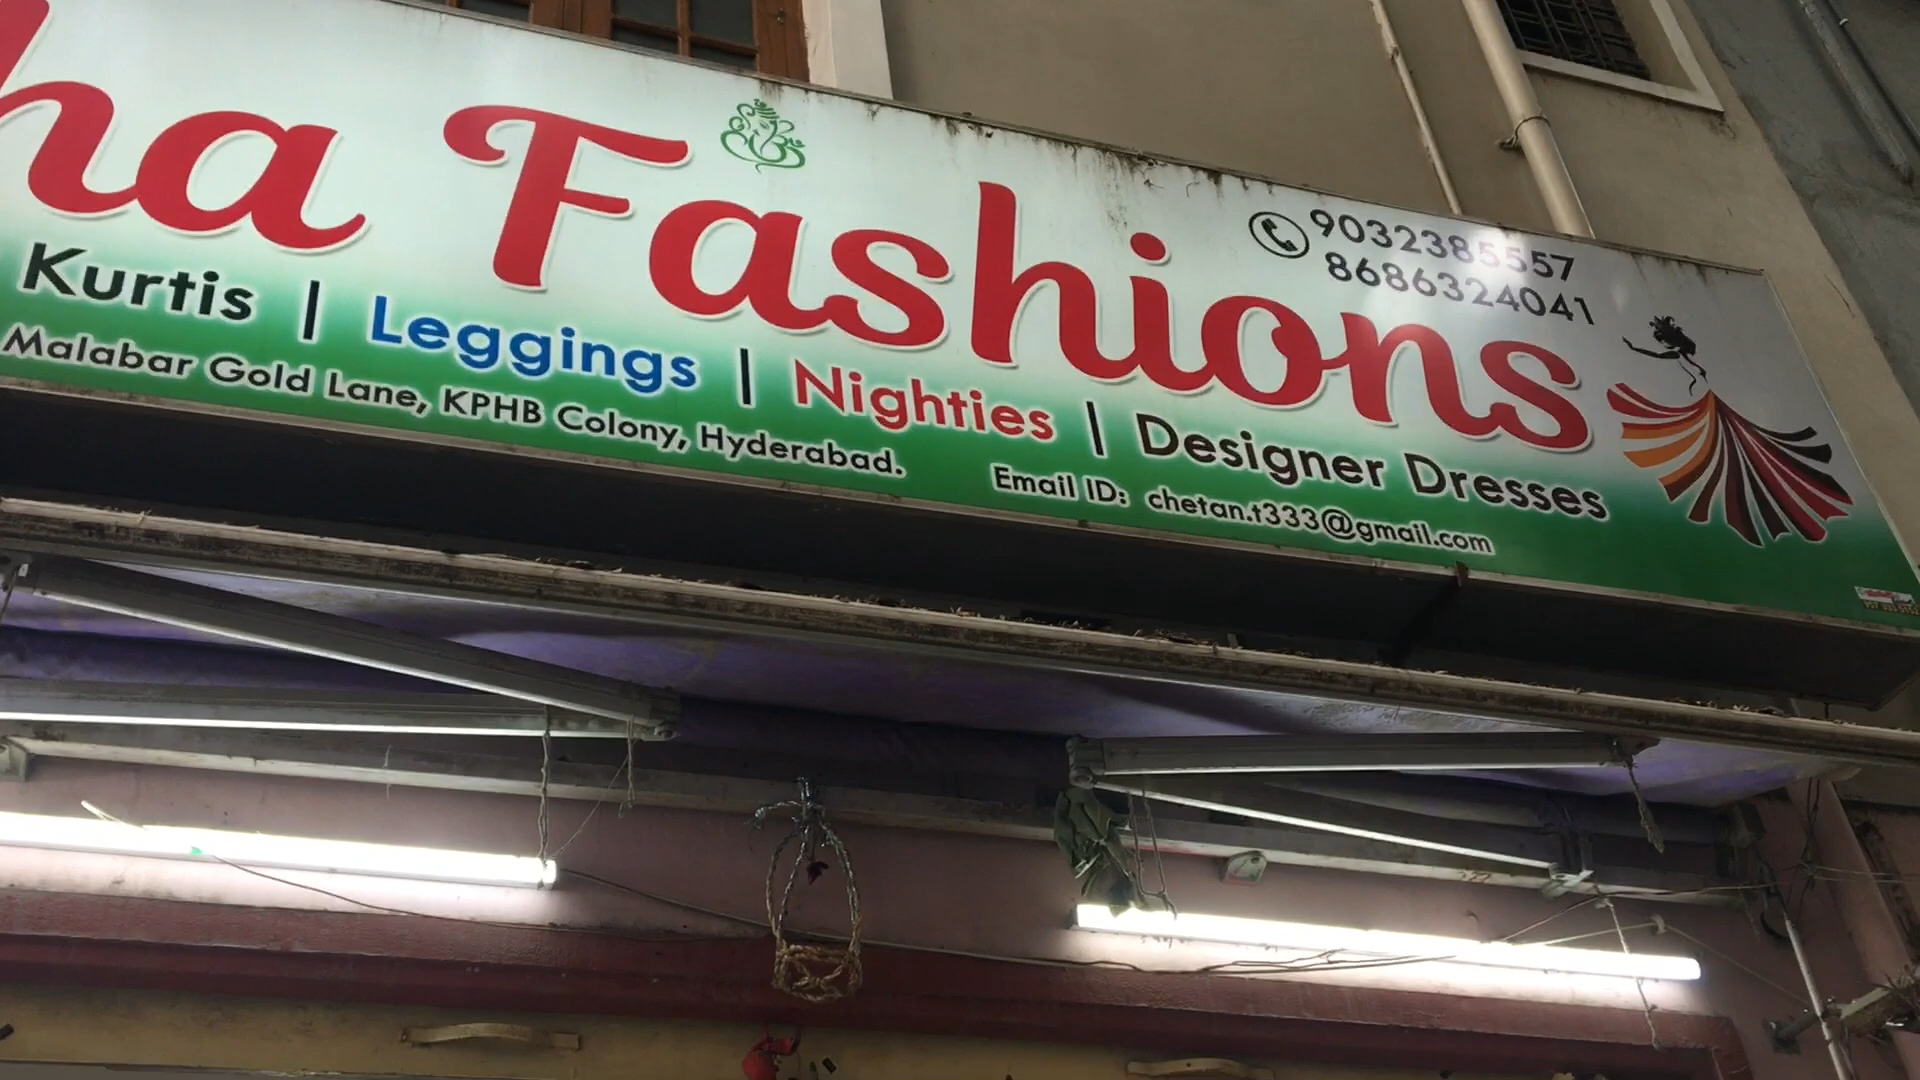 ha Fashions
9032385557
8686324041
Kurtis | Leggings | Nighties | Designer Dresses
Malabar Gold Lane, KPHB Colony, Hyderabad.
Email ID: chetan.t333@gmail.com